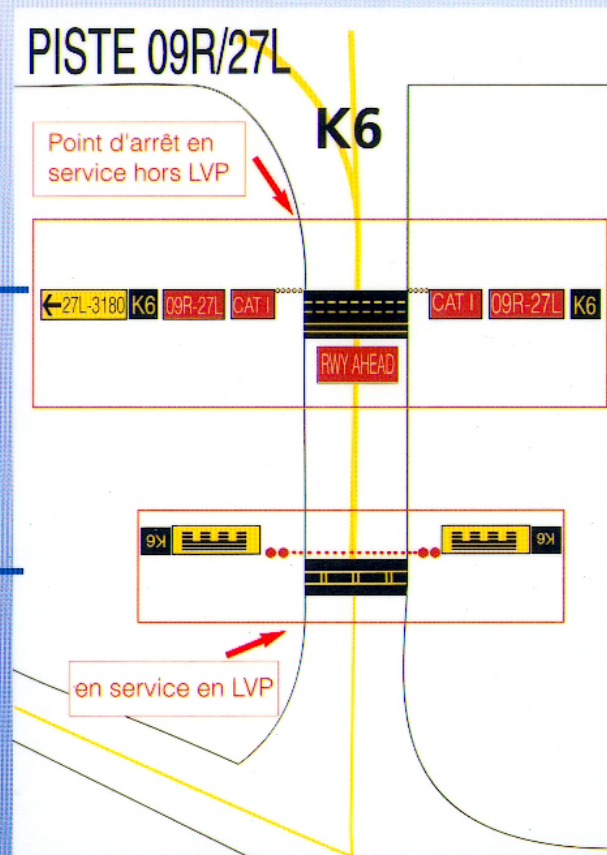 PISTE 09R/27L
K6
Point d'arrêt en
service hors LVP
←27L-3180 K6 09R-27L CAT I
CAT I 09R-27L K6
RWY AHEAD
K6
K6
en service en LVP